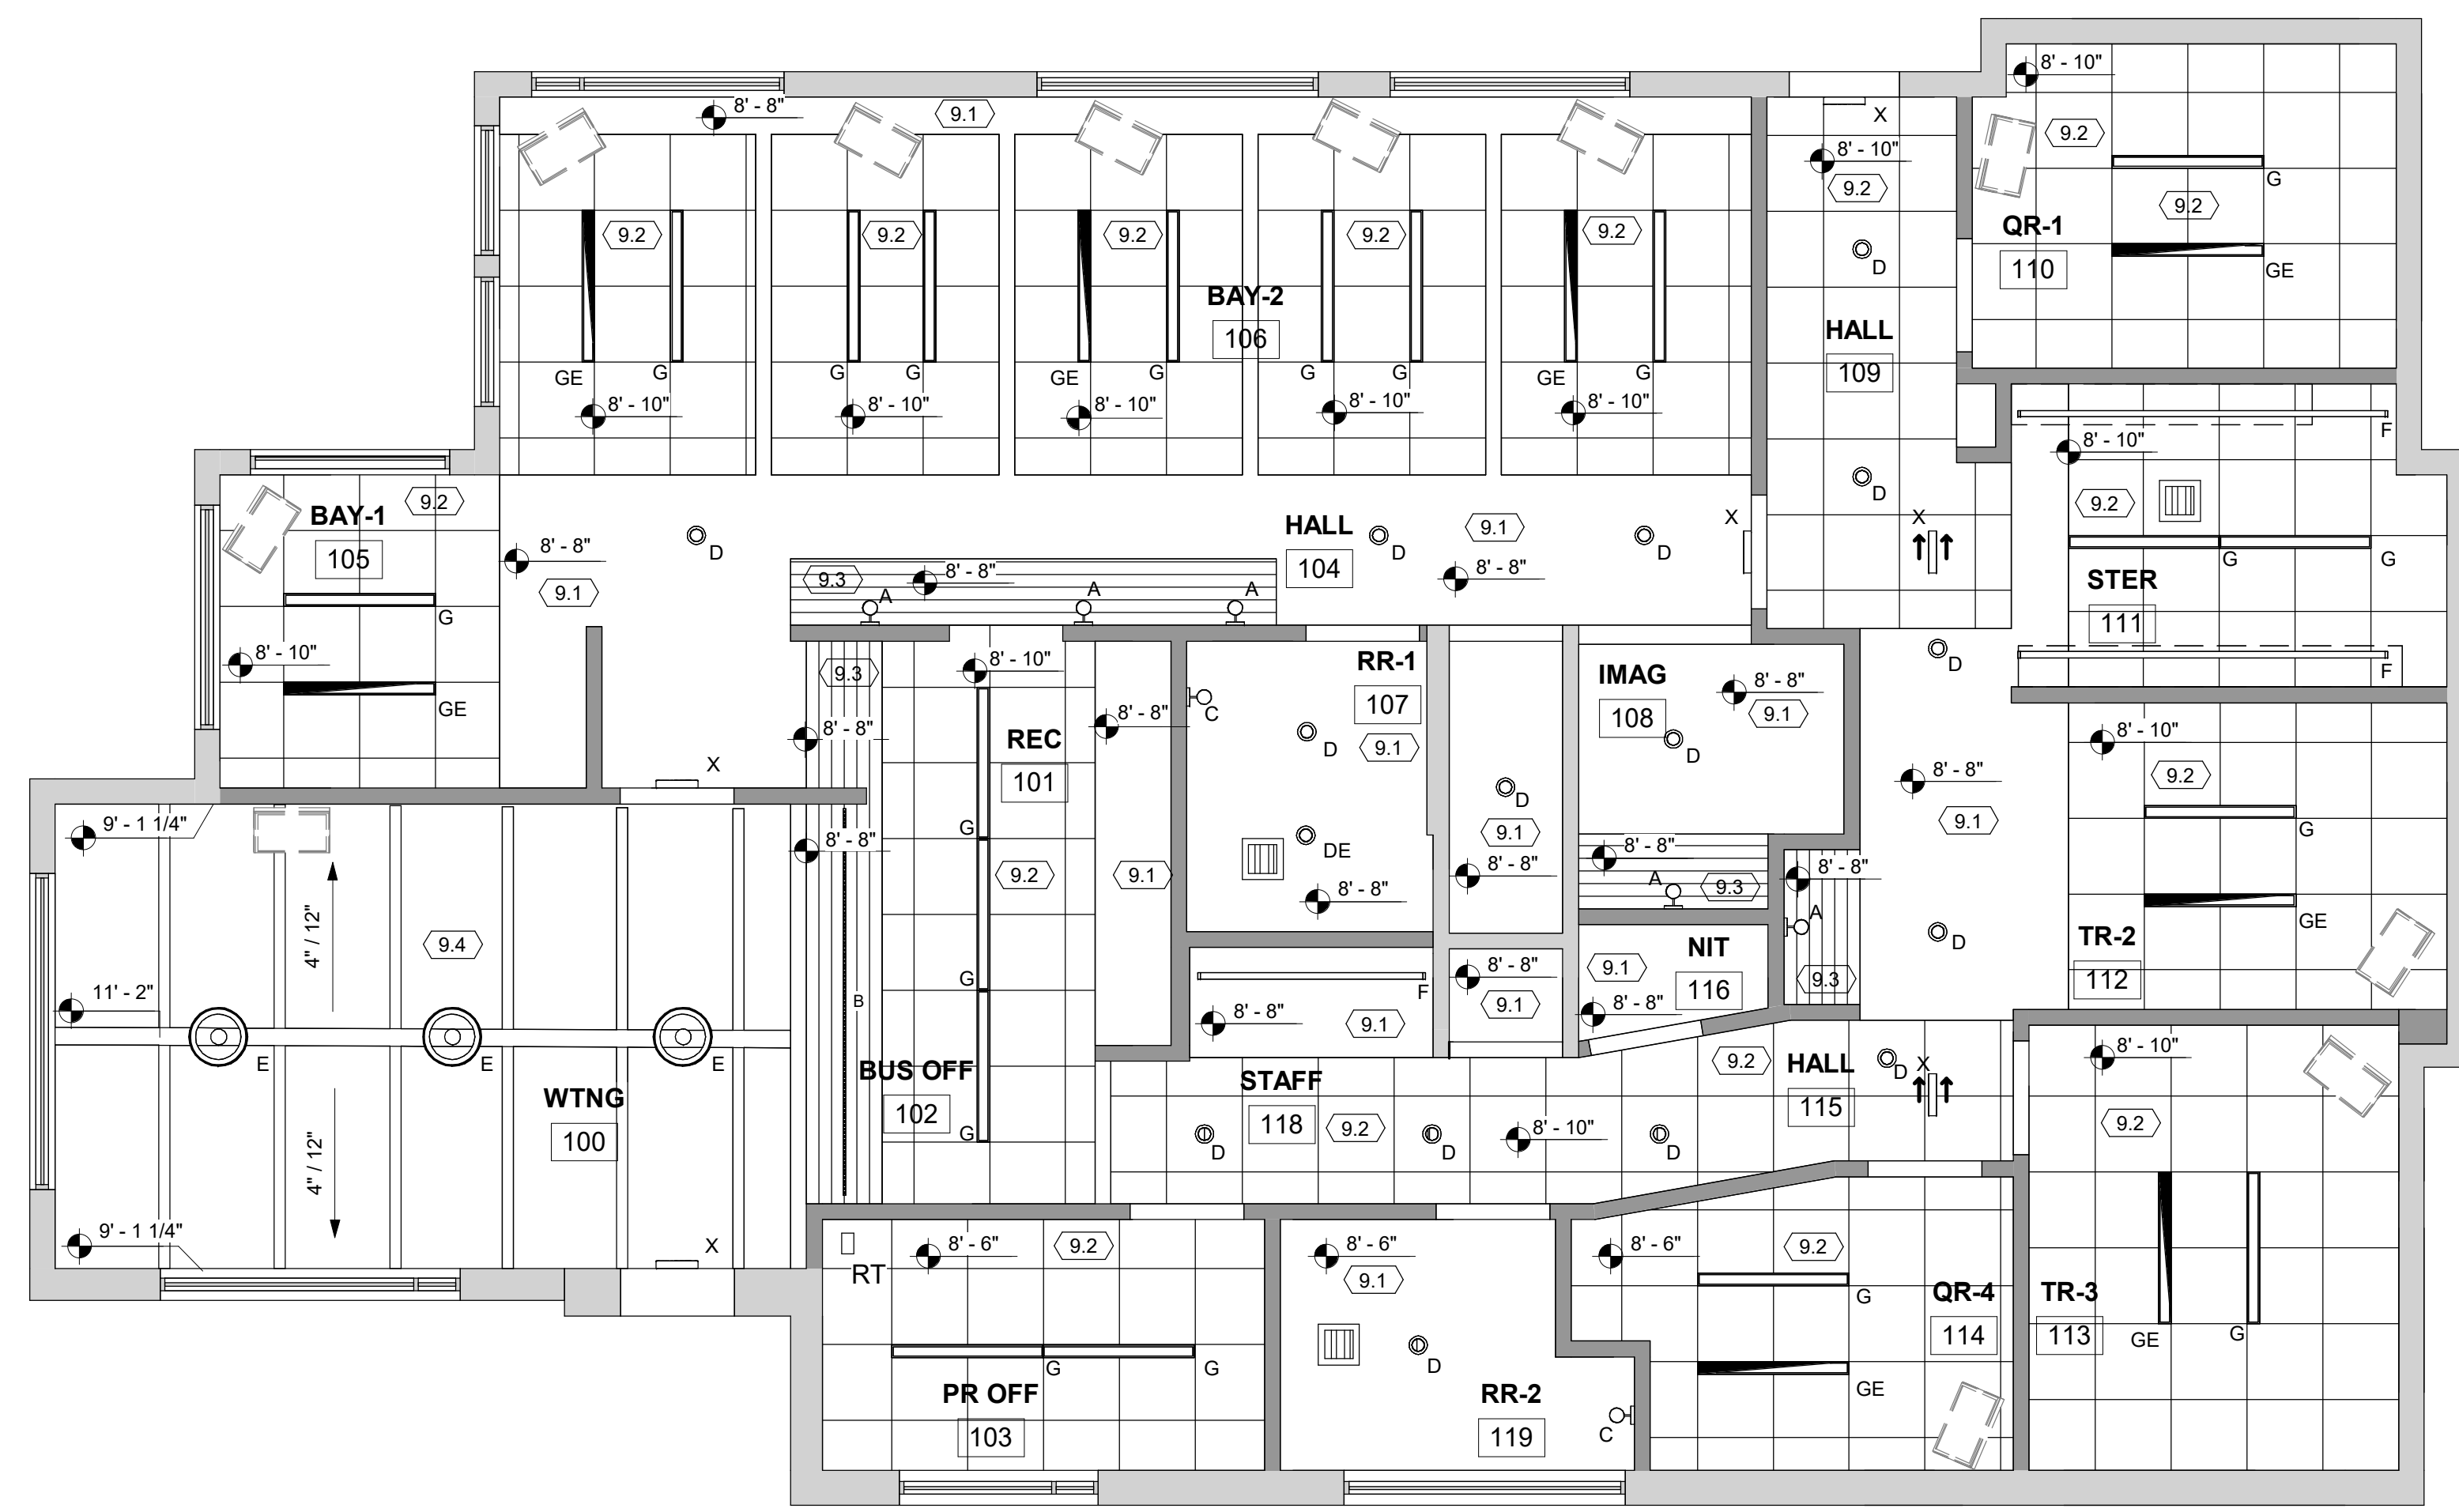 8' - 10"
8' - 8"
9.1
X
9.2
8' - 10"
9.2
G
9.2
QR-1
110
GE
D
9.2
9.2
9.2
9.2
9.2
BAY-2
106
HALL
109
GE
G
G
G
GE
G
G
G
GE
G
8' - 10"
8' - 10"
8' - 10"
8' - 10"
8' - 10"
F
8' - 10"
D
9.2
BAY-1
105
9.2
HALL
104
9.1
X
X
D
D
D
8' - 8"
9.1
9.3
8' - 8"
A
A
A
8' - 8"
G
G
STER
111
G
8' - 10"
GE
9.3
8' - 10"
RR-1
107
IMAG
108
8' - 8"
9.1
D
F
8' - 8"
REC
101
8' - 8"
C
D
9.1
D
8' - 10"
X
9.2
8' - 8"
9.1
D
9.1
G
9' - 1 1/4"
8' - 8"
G
9.2
9.1
DE
8' - 8"
8' - 8"
8' - 8"
A
9.3
8' - 8"
A
GE
4" / 12"
9.4
TR-2
112
D
NIT
116
9.1
9.3
8' - 8"
9.1
8' - 8"
11' - 2"
G
B
F
8' - 8"
9.1
E
E
E
WTNG
100
BUS OFF
102
G
STAFF
118
9.2
8' - 10"
9.2
HALL
115
D
X
8' - 10"
9.2
D
D
D
4" / 12"
9' - 1 1/4"
X
RT
8' - 6"
9.2
8' - 6"
9.1
8' - 6"
9.2
G
QR-4
114
TR-3
113
GE
G
G
G
D
GE
PR OFF
103
RR-2
119
C